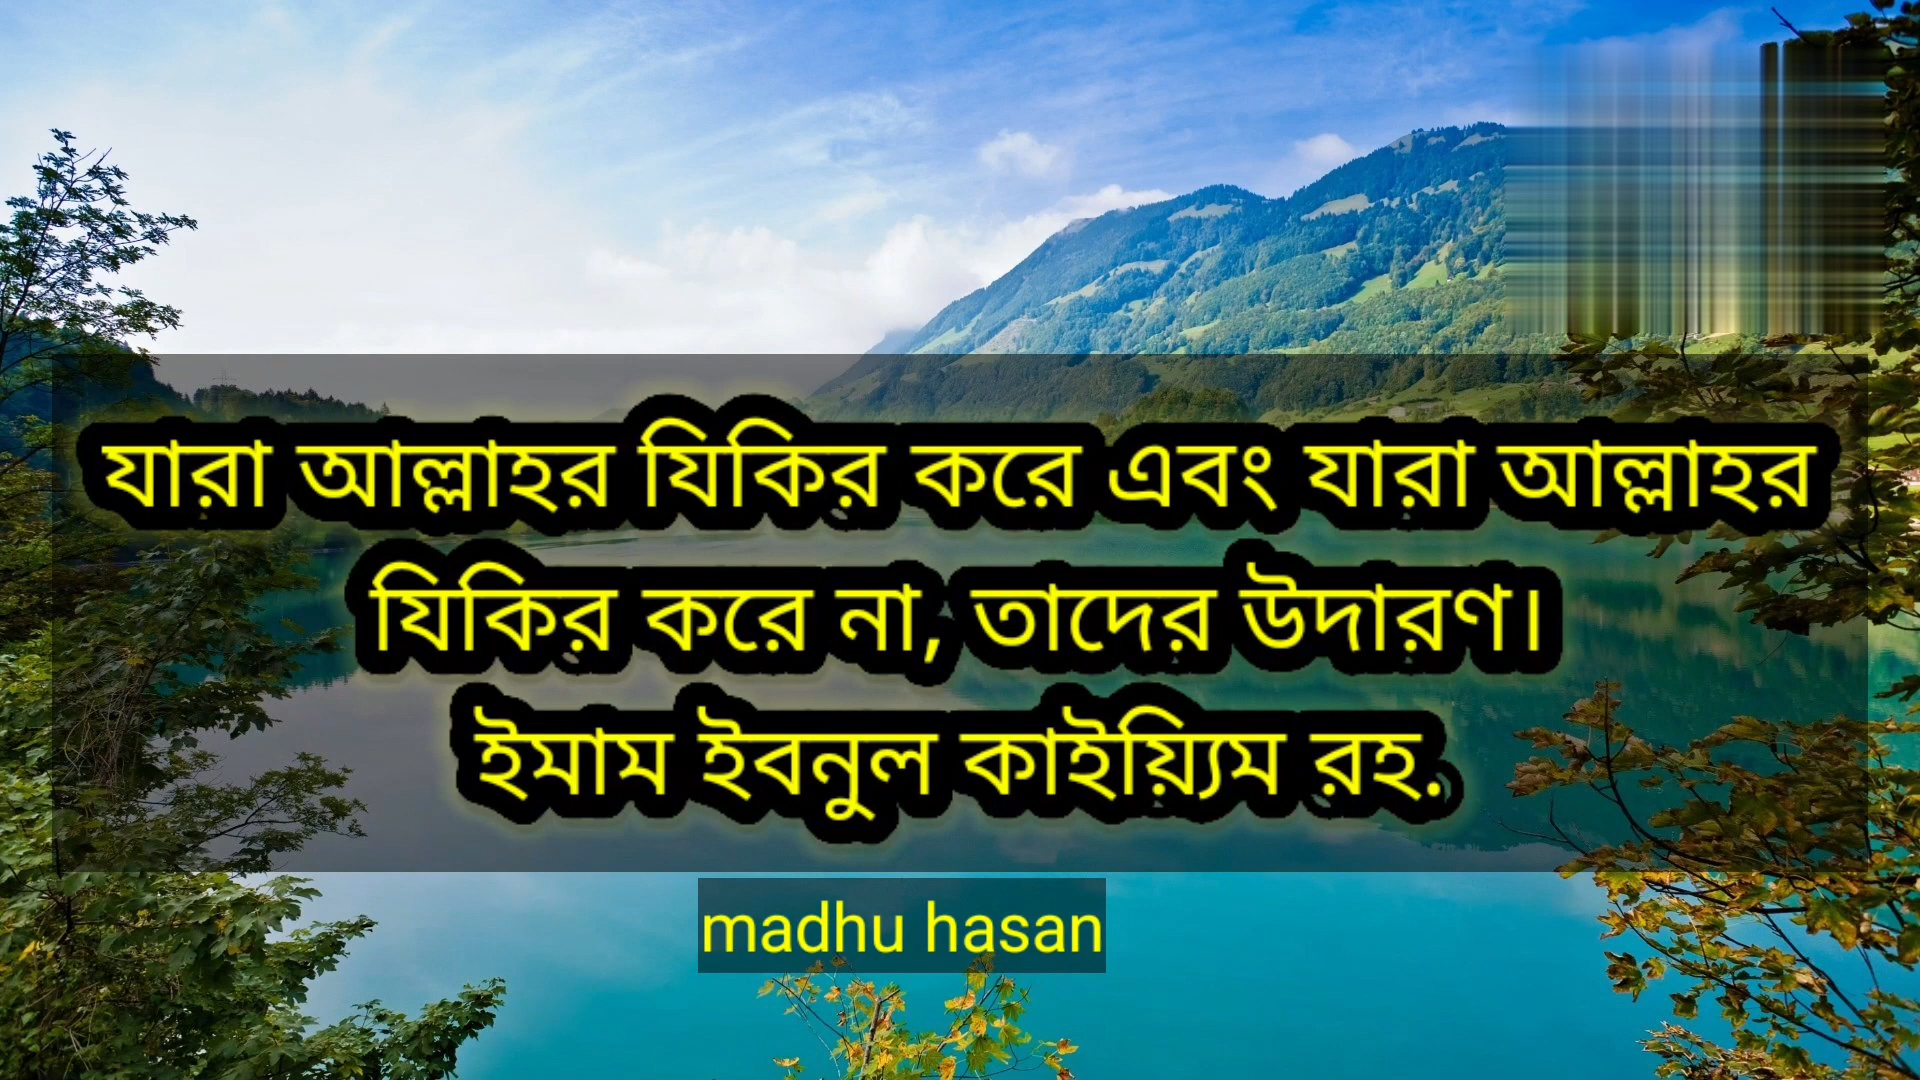 যারা আল্লাহর যিকির করে এবং যারা আল্লাহর
যিকির করে না, তাদের উদারণ।
ইমাম ইবনুল কাইয়্যিম রহ.
madhu hasan